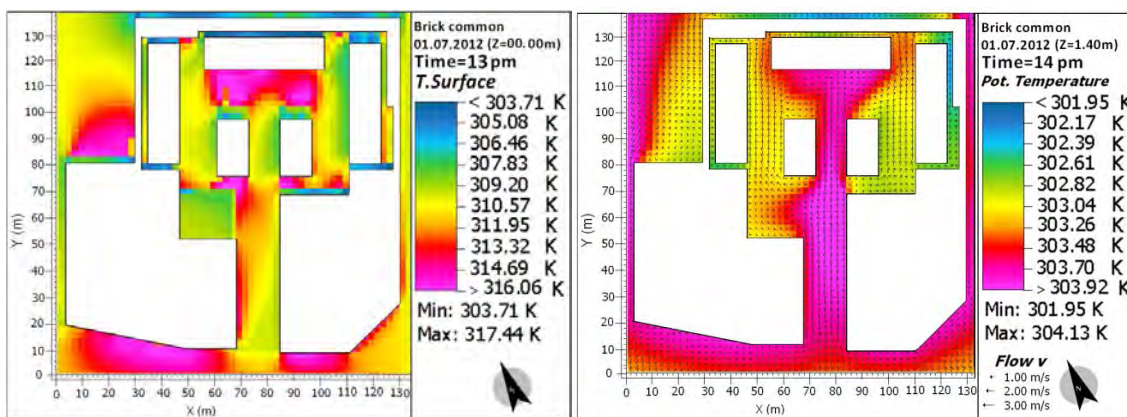 Brick common
01.07.2012 (Z=00.00m)
Time=13 pm
T.Surface
< 303.71 K
305.08 K
306.46 K
307.83 K
309.20 K
310.57 K
311.95 K
313.32 K
314.69 K
> 316.06 K
Min: 303.71 K
Max: 317.44 K
130
120
110
100
90
80
70
60
50
40
30
20
10
0
Y (m)
0 10 20 30 40 50 60 70 80 90 100 110 120 130
X (m)
Brick common
01.07.2012 (Z=1.40m)
Time=14 pm
Pot. Temperature
< 301.95 K
302.17 K
302.39 K
302.61 K
302.82 K
303.04 K
303.26 K
303.48 K
303.70 K
> 303.92 K
Min: 301.95 K
Max: 304.13 K
Flow v
1.00 m/s
2.00 m/s
3.00 m/s
130
120
110
100
90
80
70
60
50
40
30
20
10
0
Y (m)
0 10 20 30 40 50 60 70 80 90 100 110 120 130
X (m)